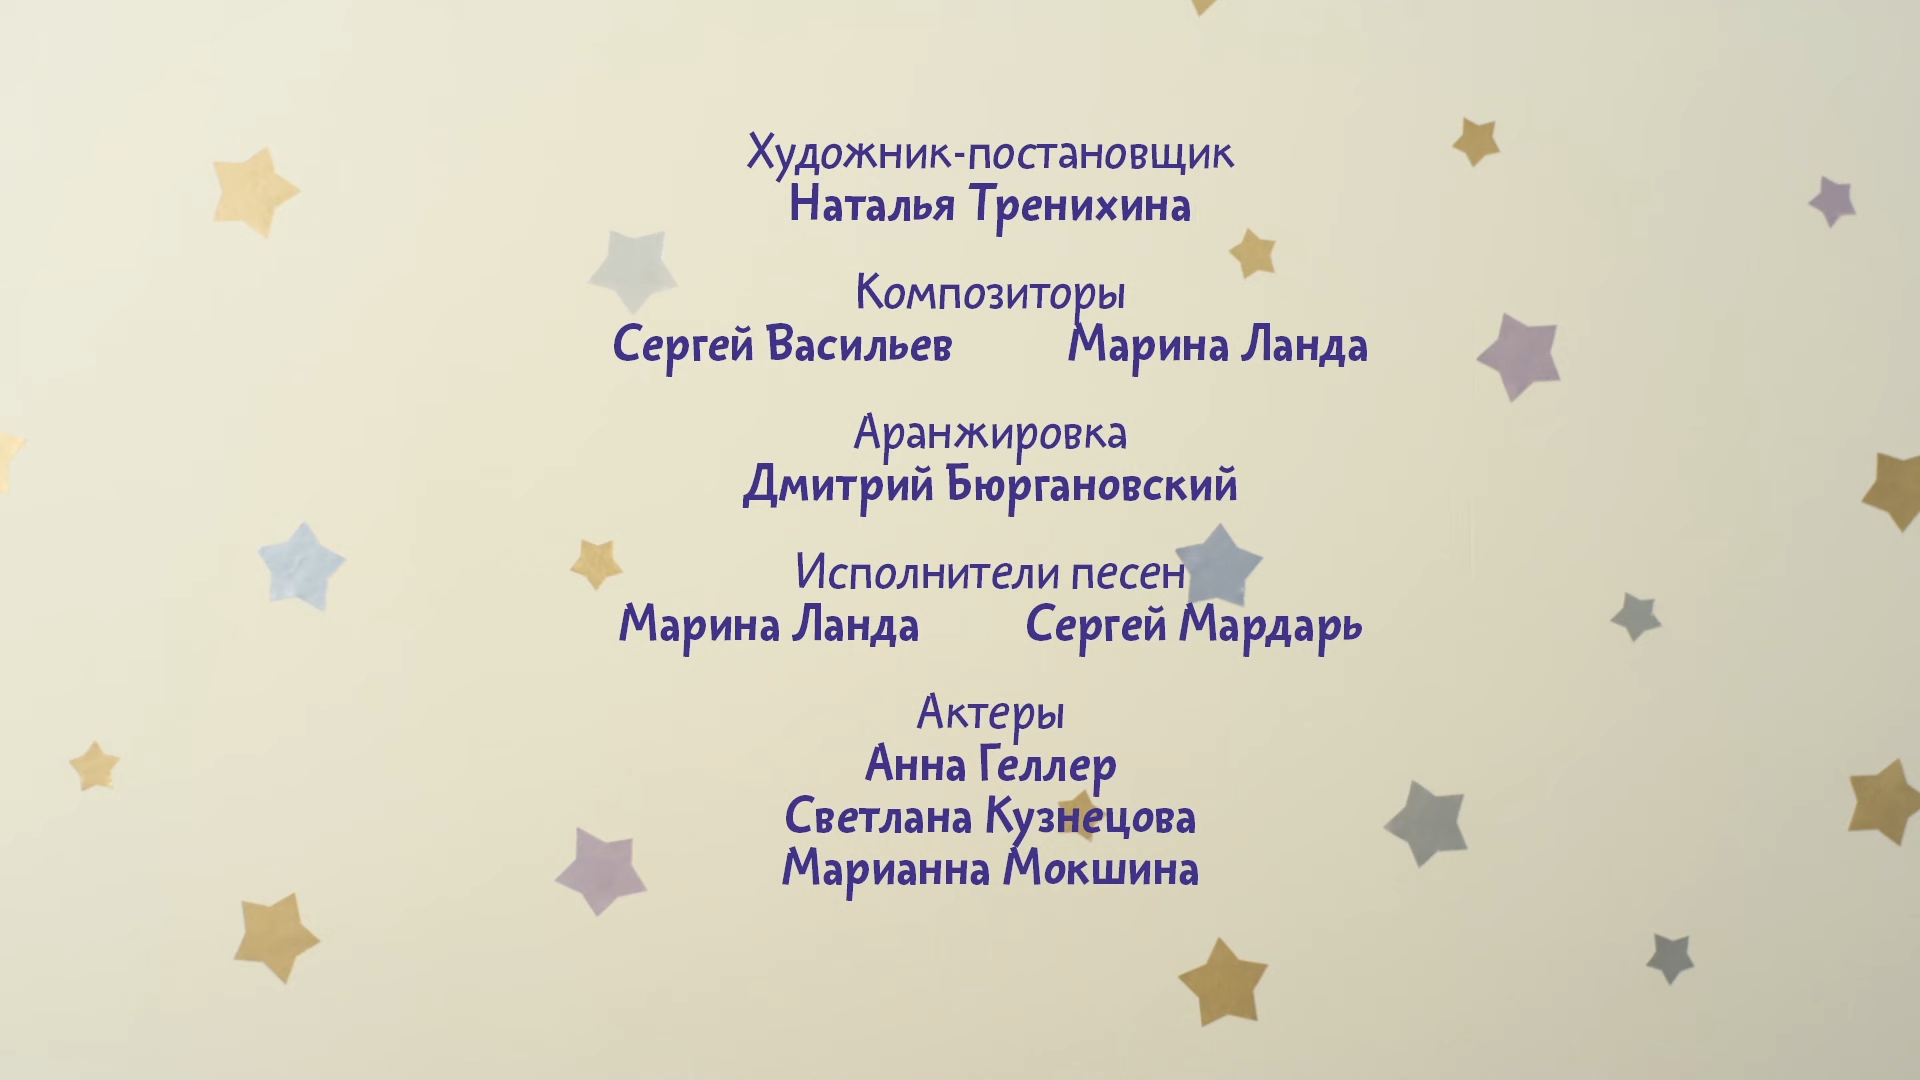 Художник-постановщик
Наталья Тренихина
Композиторы
Сергей Васильев Марина Ланда
Аранжировка
Дмитрий Бюргановский
Исполнители песен
Марина Ланда Сергей Мардарь
Актеры
Анна Геллер
Светлана Кузнецова
Марианна Мокшина